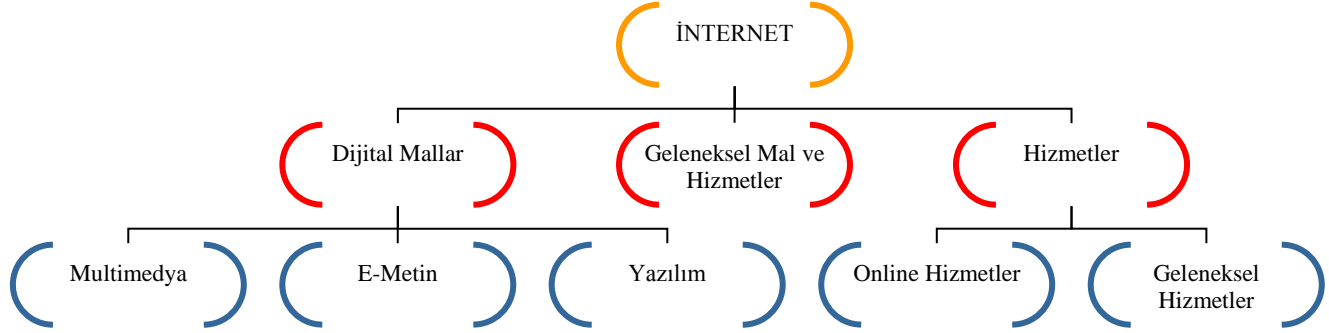 İNTERNET
Dijital Mallar
Geleneksel Mal ve
Hizmetler
Hizmetler
Multimedya
E-Metin
Yazılım
Online Hizmetler
Geleneksel
Hizmetler